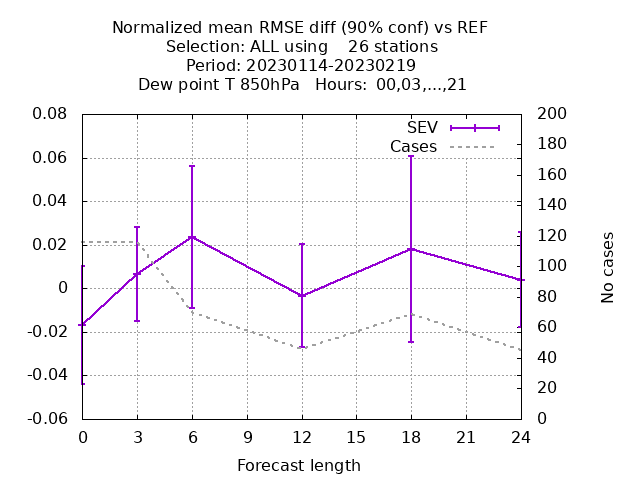 Normalized mean RMSE diff (90% conf) vs REF
Selection: ALL using    26 stations
Period: 20230114-20230219
Dew point T 850hPa   Hours:  00,03,...,21
SEV
Cases
0.08
0.06
0.04
0.02
0
-0.02
-0.04
-0.06
200
180
160
140
120
100
80
60
40
20
0
No cases
0 3 6 9 12 15 18 21 24
Forecast length